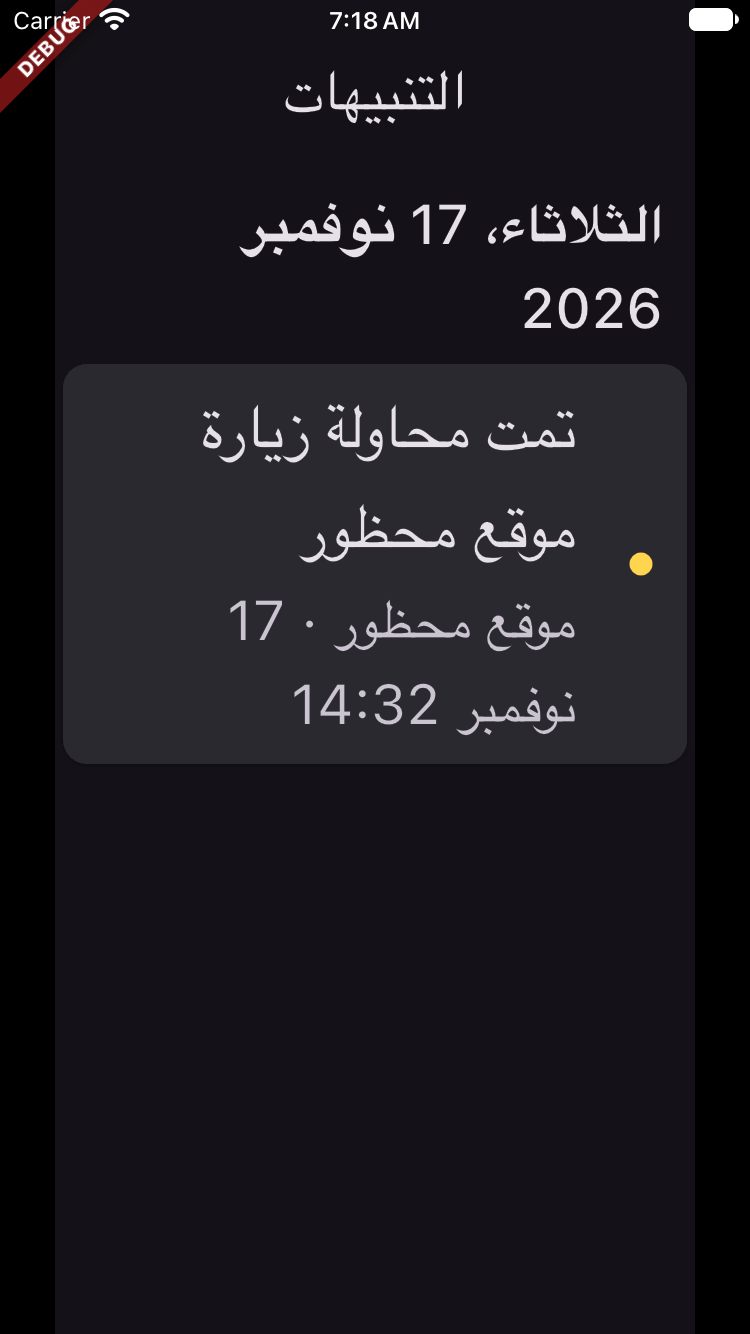 Carrier
7:18 AM
DEBUG
التنبيهات
الثلاثاء، 17 نوفمبر
2026
تمت محاولة زيارة
موقع محظور
موقع محظور · 17
نوفمبر 14:32